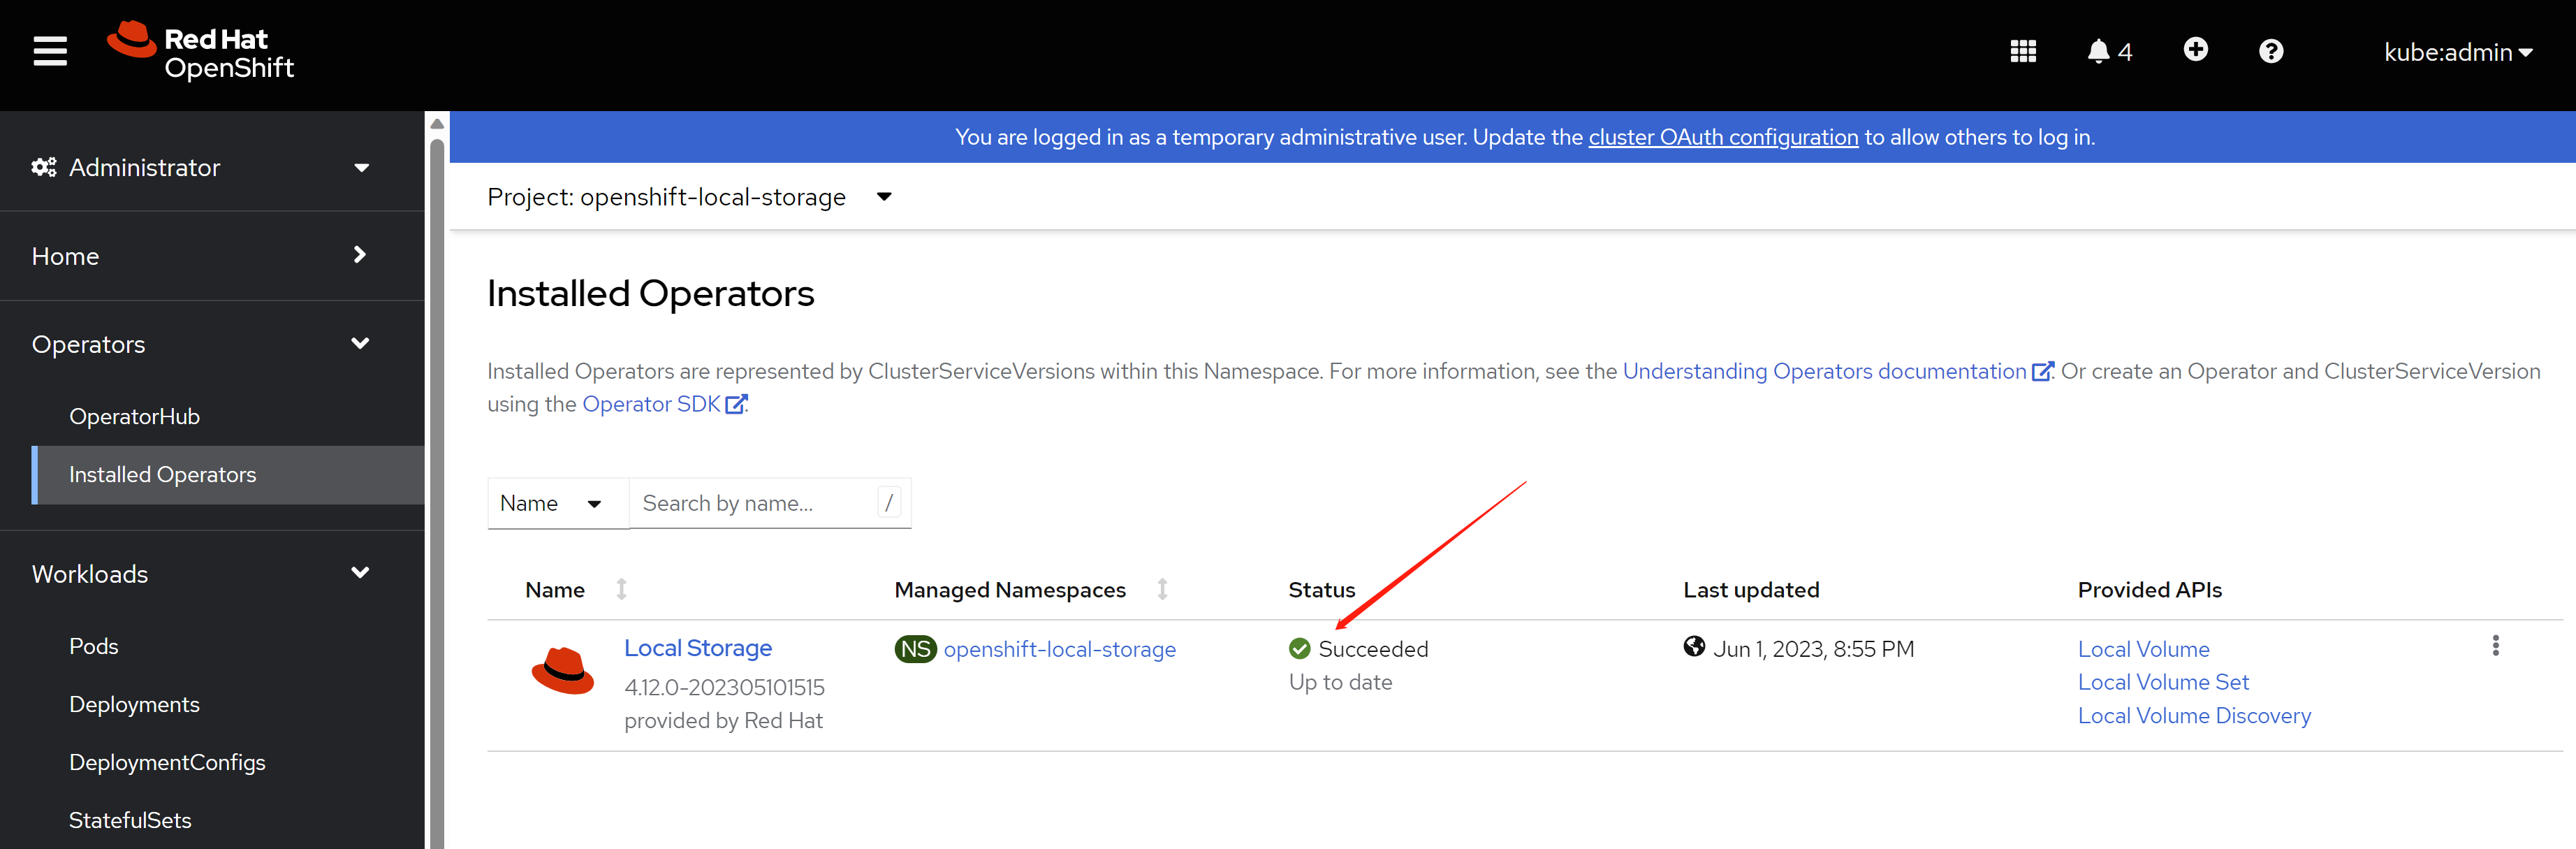 Red Hat
OpenShift
4
kube:admin
Administrator
Home
Operators
OperatorHub
Installed Operators
Workloads
Pods
Deployments
DeploymentConfigs
StatefulSets
You are logged in as a temporary administrative user. Update the cluster OAuth configuration to allow others to log in.
Project: openshift-local-storage
Installed Operators
Installed Operators are represented by ClusterServiceVersions within this Namespace. For more information, see the Understanding Operators documentation. Or create an Operator and ClusterServiceVersion
using the Operator SDK.
Name Search by name... /
Name Managed Namespaces Status Last updated Provided APIs
Local Storage NS openshift-local-storage Succeeded Jun 1, 2023, 8:55 PM Local Volume
4.12.0-202305101515 Up to date Local Volume Set
provided by Red Hat Local Volume Discovery